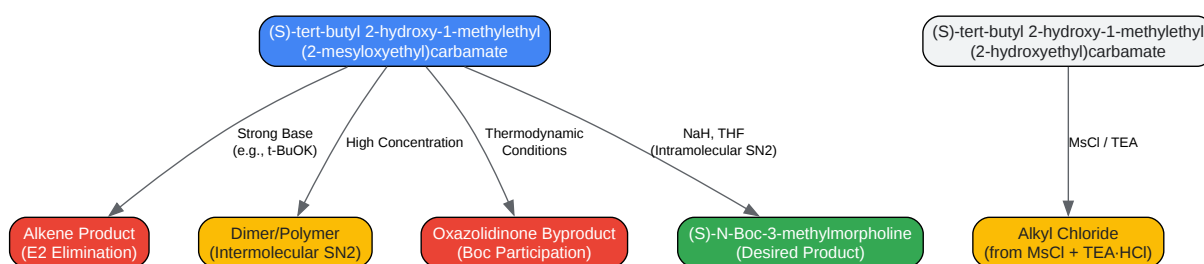 (S)-tert-butyl 2-hydroxy-1-methylethyl
(2-mesyloxyethyl)carbamate
(S)-tert-butyl 2-hydroxy-1-methylethyl
(2-hydroxyethyl)carbamate
Strong Base
(e.g., t-BuOK)
High Concentration
Thermodynamic
Conditions
NaH, THF
(Intramolecular SN2)
MsCl / TEA
Alkene Product
(E2 Elimination)
Dimer/Polymer
(Intermolecular SN2)
Oxazolidinone Byproduct
(Boc Participation)
(S)-N-Boc-3-methylmorpholine
(Desired Product)
Alkyl Chloride
(from MsCl + TEA·HCl)